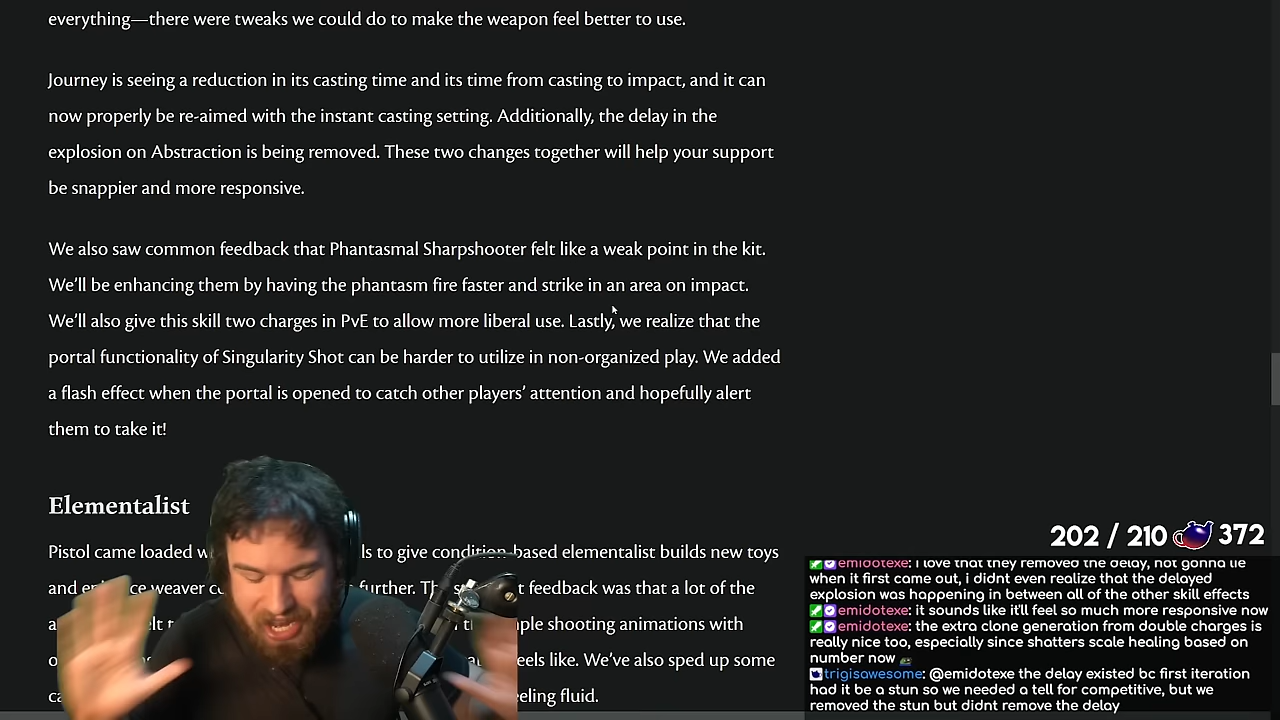 everything—there were tweaks we could do to make the weapon feel better to use.
Journey is seeing a reduction in its casting time and its time from casting to impact, and it can
now properly be re-aimed with the instant casting setting. Additionally, the delay in the
explosion on Abstraction is being removed. These two changes together will help your support
be snappier and more responsive.
We also saw common feedback that Phantasmal Sharpshooter felt like a weak point in the kit.
We'll be enhancing them by having the phantasm fire faster and strike in an area on impact.
We'll also give this skill two charges in PvE to allow more liberal use. Lastly, we realize that the
portal functionality of Singularity Shot can be harder to utilize in non-organized play. We added
a flash effect when the portal is opened to catch other players' attention and hopefully alert
them to take it!
Elementalist
Pistol came loaded ls to give condition-based elementalist builds new toys
and weaver further. feedback was that a lot of the
shooting animations with
feels like. We've also sped up some
feeling fluid.
202 / 210 372
emidotexe: i love that they removed the delay, not gonna lie
when it first came out, i didnt even realize that the delayed
explosion was happening in between all of the other skill effects
emidotexe: it sounds like it'll feel so much more responsive now
emidotexe: the extra clone generation from double charges is
really nice too, especially since shatters scale healing based on
number now
trigisawesome: @emidotexe the delay existed bc first iteration
had it be a stun so we needed a tell for competitive, but we
removed the stun but didnt remove the delay